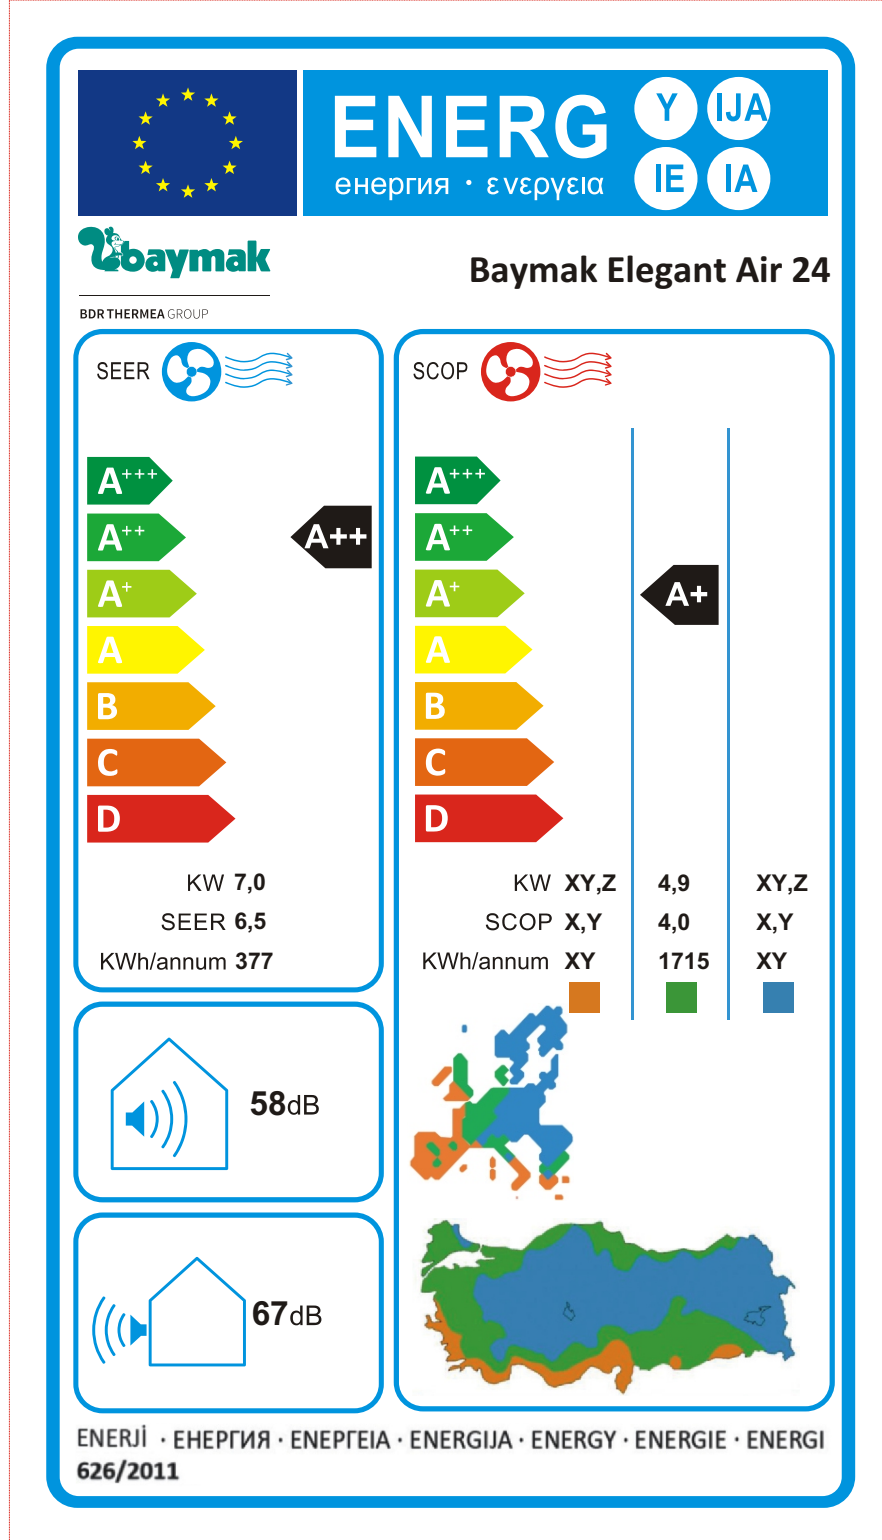 ENERG
енергия · ενεργεια
Y IJA
IE IA
baymak
BDR THERMEA GROUP
Baymak Elegant Air 24
SEER
A+++
A++
A+
A
B
C
D
A++
KW 7,0
SEER 6,5
KWh/annum 377
SCOP
A+++
A++
A+
A
B
C
D
A+
KW XY,Z 4,9 XY,Z
SCOP X,Y 4,0 X,Y
KWh/annum XY 1715 XY
58dB
67dB
ENERJİ · ЕНЕРГИЯ · ΕΝΕΡΓΕΙΑ · ENERGIJA · ENERGY · ENERGIE · ENERGI
626/2011